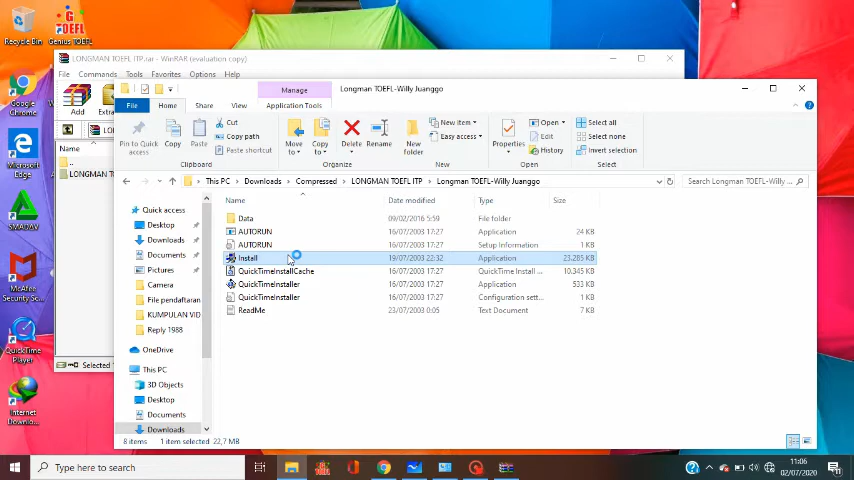 Recycle Bin
Genius TOEFL
Google Chrome
Microsoft Edge
SMADAV
McAfee Security Sc...
QuickTime Player
Internet Downlo...
LONGMAN TOEFL ITP.rar - WinRAR (evaluation copy)
File Commands Tools Favorites Options Help
Add Extra
LON
Name
..
LONGMAN TOE
Selected
Manage Longman TOEFL-Willy Juanggo
File Home Share View Application Tools
Pin to Quick access
Copy
Paste
Cut
Copy path
Paste shortcut
Clipboard
Move to
Copy to
Delete
Rename
Organize
New folder
New item
Easy access
New
Properties
Open
Edit
History
Open
Select all
Select none
Invert selection
Select
This PC > Downloads > Compressed > LONGMAN TOEFL ITP > Longman TOEFL-Willy Juanggo
Search Longman TOEFL-Willy ...
Quick access
Desktop
Downloads
Documents
Pictures
Camera
File pendaftaran
KUMPULAN VID
Reply 1988
OneDrive
This PC
3D Objects
Desktop
Documents
Downloads
Name Date modified Type Size
Data 09/02/2016 5:59 File folder
AUTORUN 16/07/2003 17:27 Application 24 KB
AUTORUN 16/07/2003 17:27 Setup Information 1 KB
Install 19/07/2003 22:32 Application 23.285 KB
QuickTimeInstallCache 16/07/2003 17:27 QuickTime Install ... 10.345 KB
QuickTimeInstaller 16/07/2003 17:27 Application 533 KB
QuickTimeInstaller 16/07/2003 17:27 Configuration sett... 1 KB
ReadMe 23/07/2003 0:05 Text Document 7 KB
8 items 1 item selected 22,7 MB
Type here to search
11:06
02/07/2020